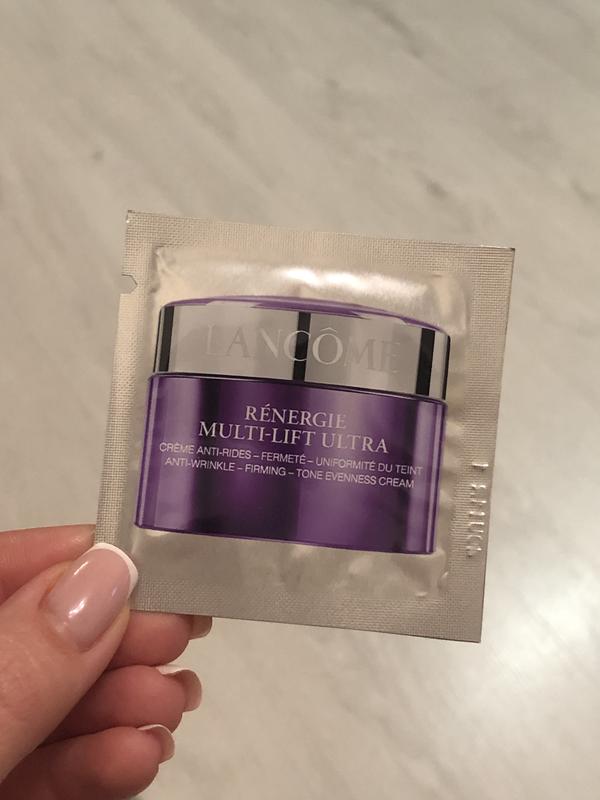 LANCÔME
RÉNERGIE
MULTI-LIFT ULTRA
CRÈME ANTI-RIDES – FERMETÉ – UNIFORMITÉ DU TEINT
ANTI-WRINKLE – FIRMING – TONE EVENNESS CREAM